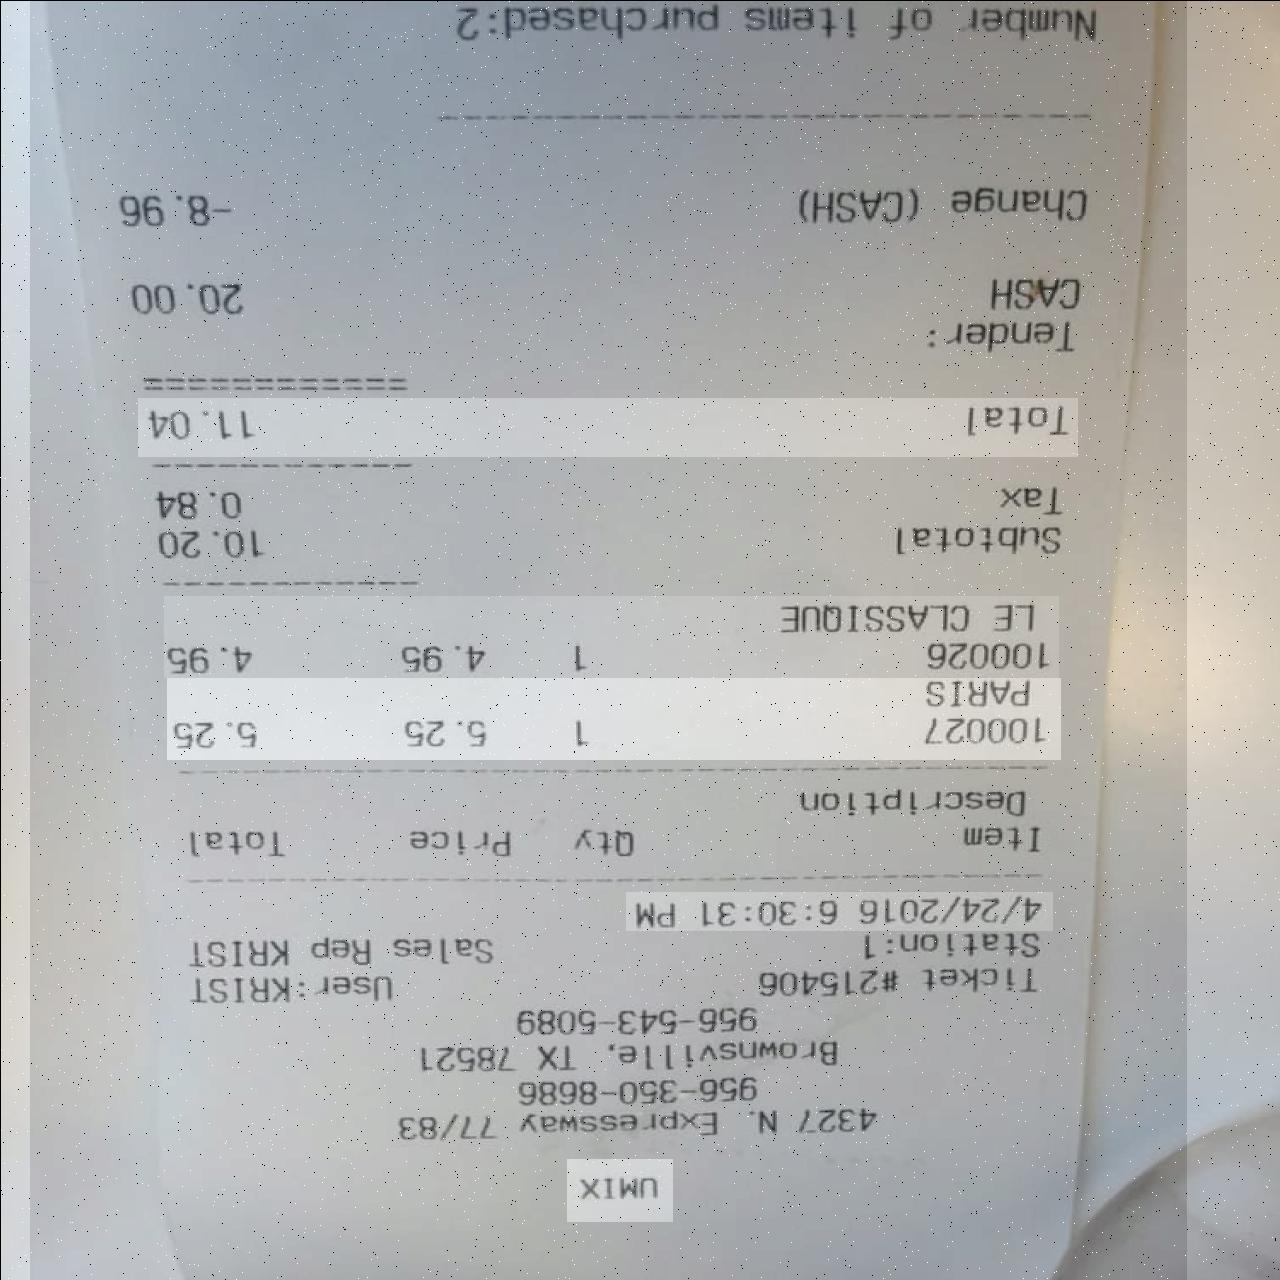 UMIX
4327 N. Expressway 77/83
956-350-8686
Brownsville, TX 78521
956-543-5089
Ticket #215406 User:KRIST
Station:1 Sales Rep KRIST
4/24/2016 6:30:31 PM
Item Qty Price Total
Description
100027 1 5.25 5.25
PARIS
100026 1 4.95 4.95
LE CLASSIQUE
Subtotal 10.20
Tax 0.84
Total 11.04
============
Tender:
CASH 20.00
Change (CASH) -8.96
Number of items purchased:2